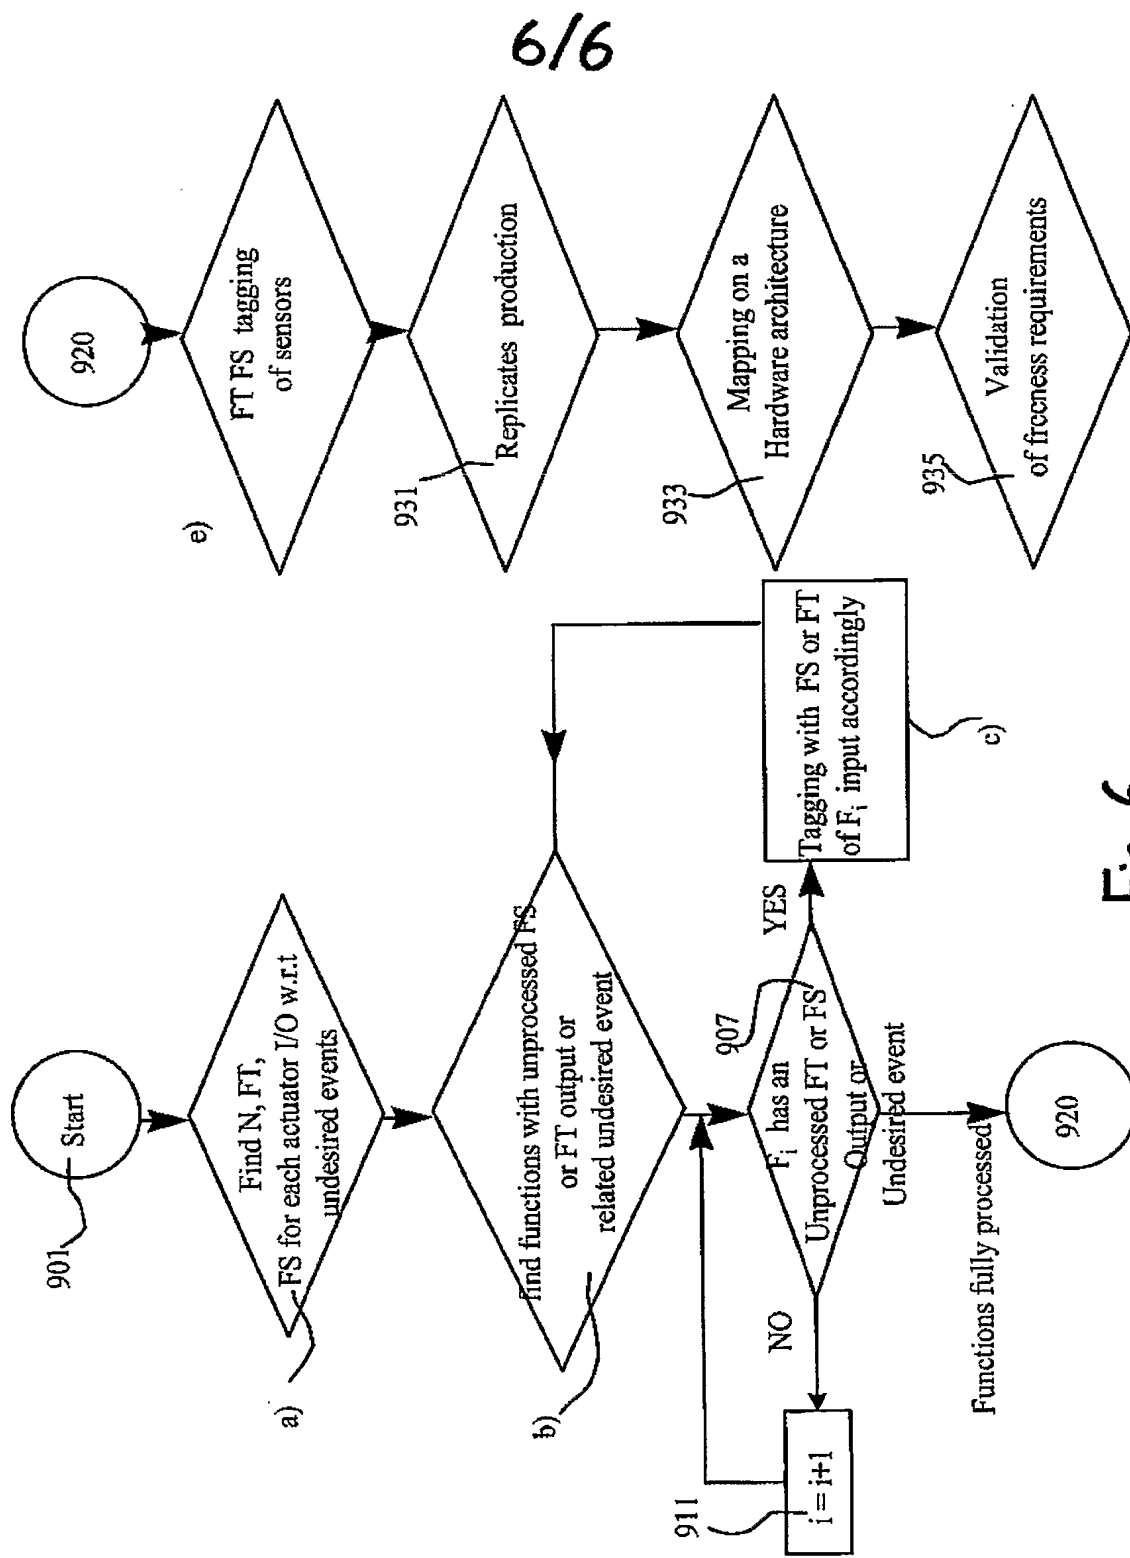 6/6
901
Start
a)
Find N, FT,
FS for each actuator I/O w.r.t
undesired events
b)
find functions with unprocessed FS
or FT output or
related undesired event
907
F i has an
Unprocessed FT or FS
Output or
Undesired event
YES
NO
911
i = i+1
Tagging with FS or FT
of F i input accordingly
c)
Functions fully processed
920
920
e)
FT FS tagging
of sensors
931
Replicates production
933
Mapping on a
Hardware architecture
935
Validation
of freeness requirements